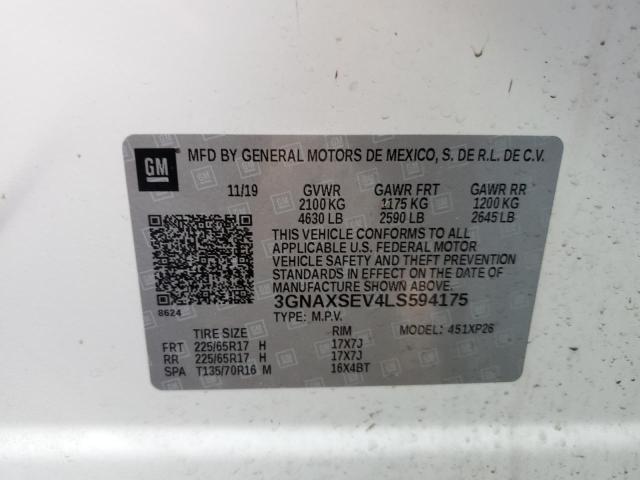 GM MFD BY GENERAL MOTORS DE MEXICO, S. DE R.L. DE C.V.
11/19 GVWR GAWR FRT GAWR RR
2100 KG 1175 KG 1200 KG
4630 LB 2590 LB 2645 LB
THIS VEHICLE CONFORMS TO ALL
APPLICABLE U.S. FEDERAL MOTOR
VEHICLE SAFETY AND THEFT PREVENTION
STANDARDS IN EFFECT ON THE DATE OF
MANUFACTURE SHOWN ABOVE.
8624 3GNAXSEV4LS594175
TYPE: M.P.V. MODEL: 451XP26
TIRE SIZE RIM
FRT 225/65R17 H 17X7J
RR 225/65R17 H 17X7J
SPA T135/70R16 M 16X4BT